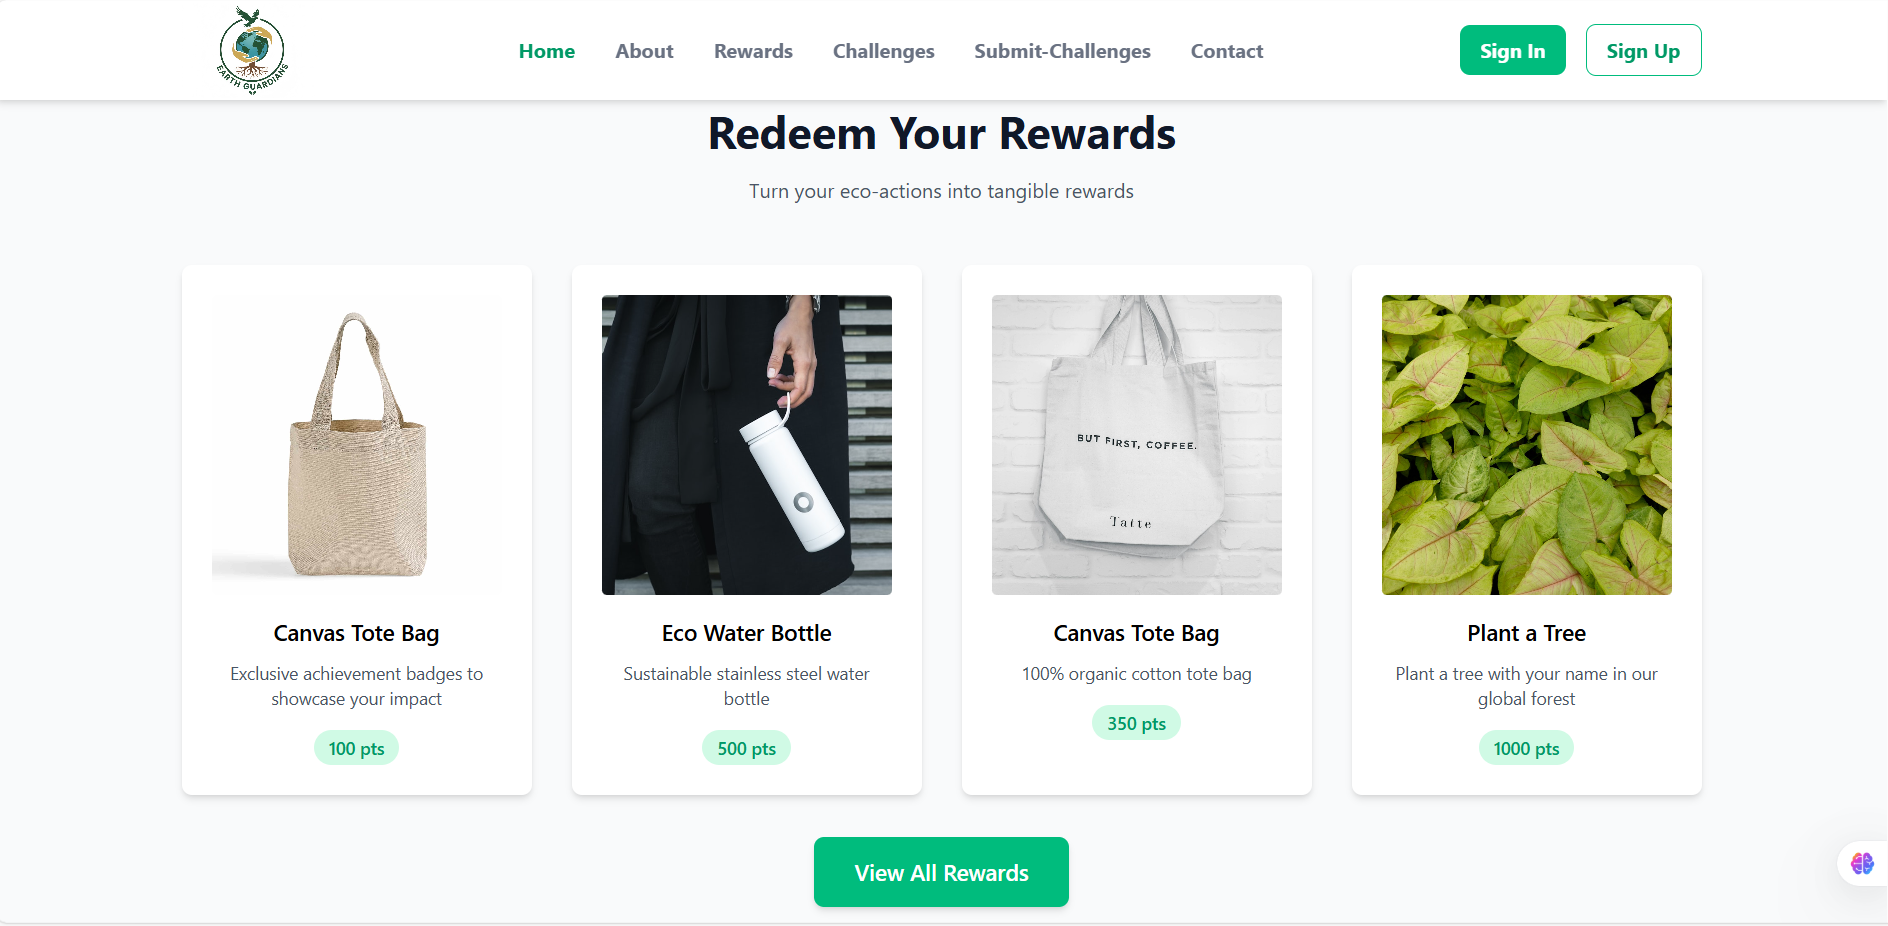 EARTH GUARDIANS
Home
About
Rewards
Challenges
Submit-Challenges
Contact
Sign In
Sign Up
Redeem Your Rewards
Turn your eco-actions into tangible rewards
Canvas Tote Bag
Exclusive achievement badges to
showcase your impact
100 pts
Eco Water Bottle
Sustainable stainless steel water
bottle
500 pts
BUT FIRST, COFFEE.
Tatte
Canvas Tote Bag
100% organic cotton tote bag
350 pts
Plant a Tree
Plant a tree with your name in our
global forest
1000 pts
View All Rewards